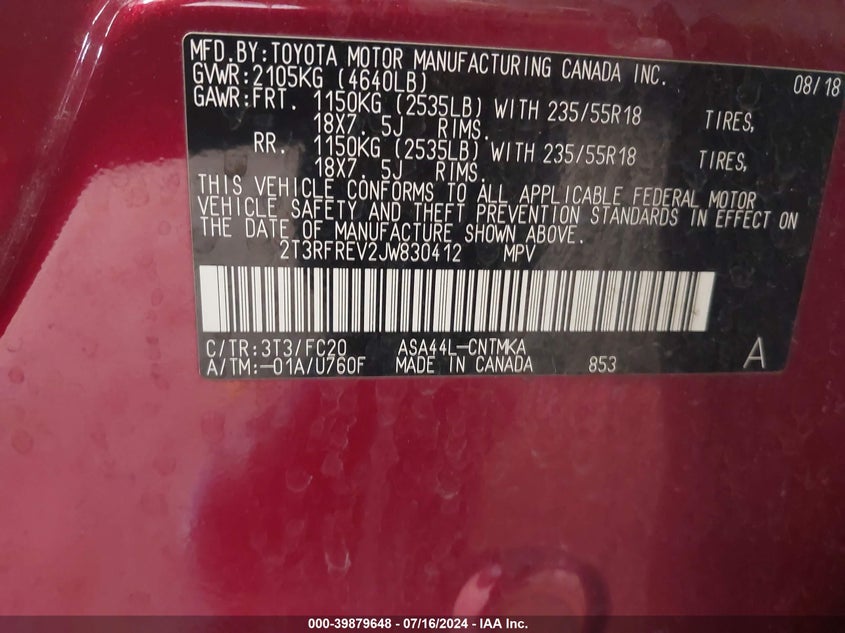 MFD.BY:TOYOTA MOTOR MANUFACTURING CANADA INC. 08/18
GVWR:2105KG (4640LB)
GAWR:FRT. 1150KG (2535LB) WITH 235/55R18 TIRES,
18X7. 5J RIMS.
RR. 1150KG (2535LB) WITH 235/55R18 TIRES,
18X7. 5J RIMS.
THIS VEHICLE CONFORMS TO ALL APPLICABLE FEDERAL MOTOR
VEHICLE SAFETY AND THEFT PREVENTION STANDARDS IN EFFECT ON
THE DATE OF MANUFACTURE SHOWN ABOVE.
2T3RFREV2JW830412 MPV
C/TR:3T3/FC20 ASA44L-CNTMKA A
A/TM:-01A/U760F MADE IN CANADA 853
000-39879648 - 07/16/2024 - IAA Inc.